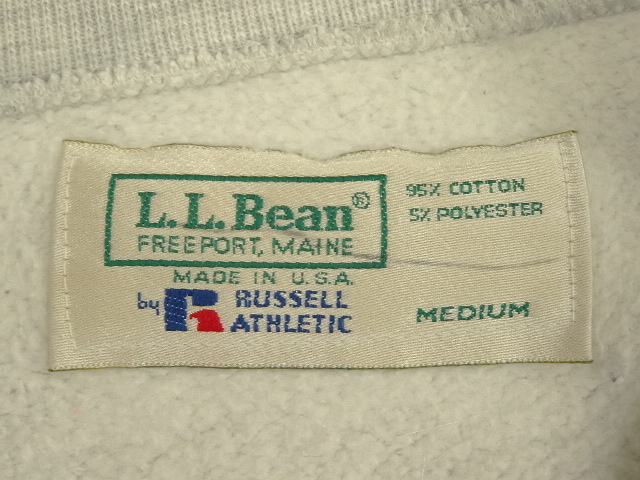 L.L.Bean®
FREEPORT, MAINE
MADE IN U.S.A.
by RUSSELL
ATHLETIC
95% COTTON
5% POLYESTER
MEDIUM